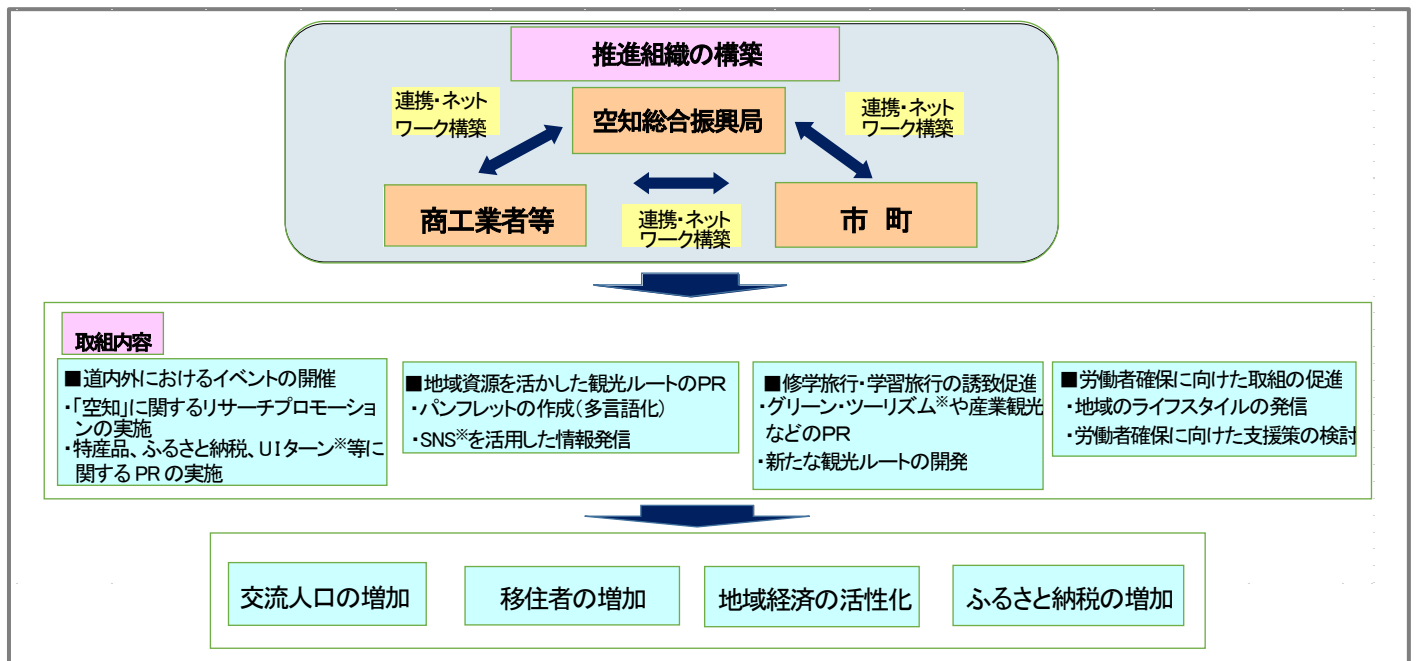 推進組織の構築
連携・ネット
ワーク構築
空知総合振興局
連携・ネット
ワーク構築
商工業者等
連携・ネット
ワーク構築
市 町
取組内容
■道内外におけるイベントの開催
・「空知」に関するリサーチプロモーショ
ンの実施
・特産品、ふるさと納税、UIターン※等に
関するPRの実施
■地域資源を活かした観光ルートのPR
・パンフレットの作成(多言語化)
・SNS※を活用した情報発信
■修学旅行・学習旅行の誘致促進
・グリーン・ツーリズム※や産業観光
などのPR
・新たな観光ルートの開発
■労働者確保に向けた取組の促進
・地域のライフスタイルの発信
・労働者確保に向けた支援策の検討
交流人口の増加
移住者の増加
地域経済の活性化
ふるさと納税の増加